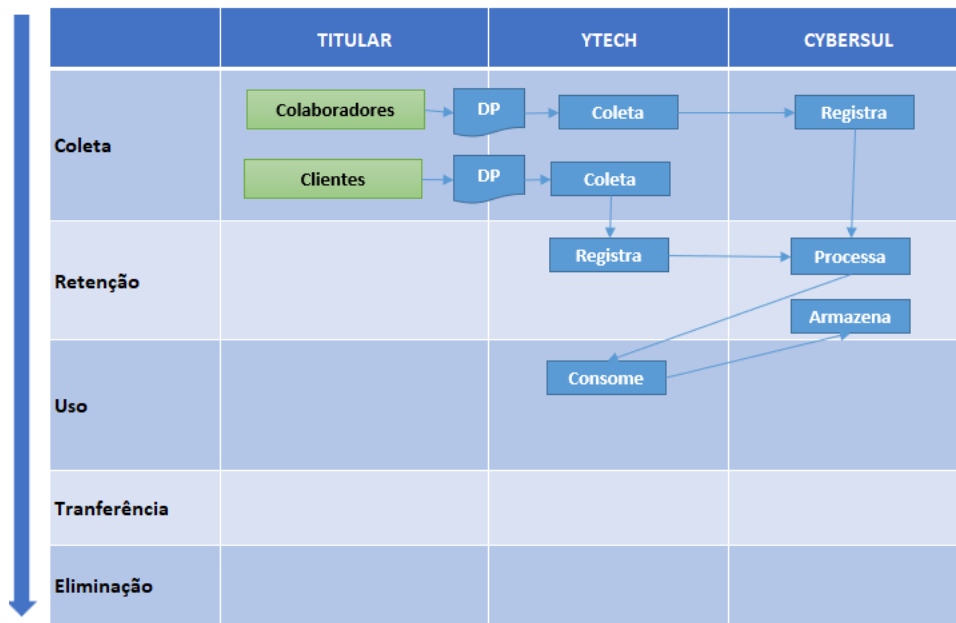 TITULAR
YTECH
CYBERSUL
Coleta
Colaboradores
DP
Coleta
Registra
Clientes
DP
Coleta
Retenção
Registra
Processa
Armazena
Uso
Consome
Tranferência
Eliminação